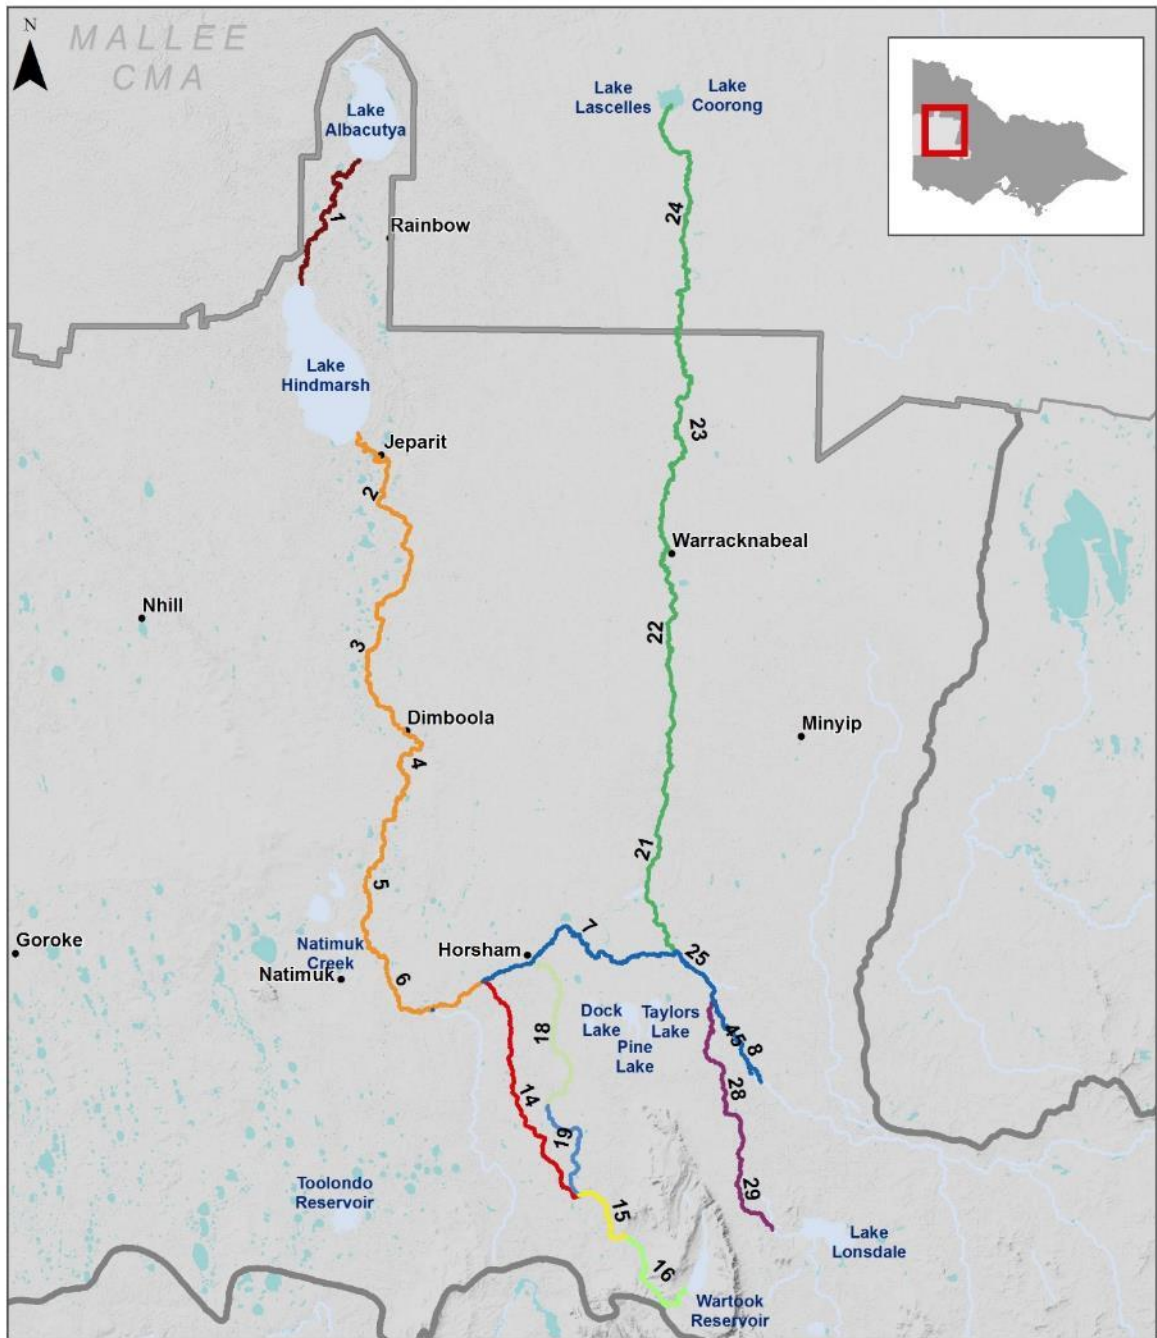 N
MALLEE
CMA
Lake
Albacutya
Lake
Lascelles
Lake
Coorong
1
Rainbow
24
Lake
Hindmarsh
Jeparit
2
23
Warracknabeal
Nhill
3
22
Dimboola
4
Minyip
21
5
Goroke
Natimuk
Creek
Natimuk
6
Horsham
7
25
Dock
Lake
Taylors
Lake
Pine
Lake
18
45
8
14
28
19
Toolondo
Reservoir
15
29
Lake
Lonsdale
16
Wartook
Reservoir